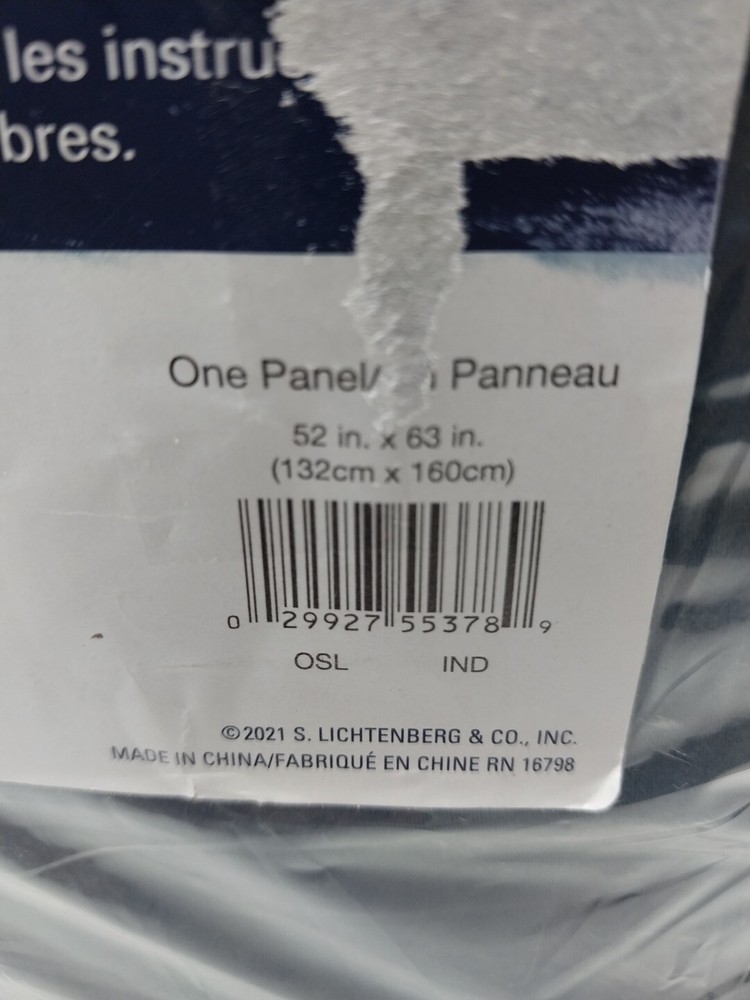 les instru
bres.
One Panel/ Panneau
52 in. x 63 in.
(132cm x 160cm)
0 29927 55378 9
OSL IND
©2021 S. LICHTENBERG & CO., INC.
MADE IN CHINA/FABRIQUÉ EN CHINE RN 16798